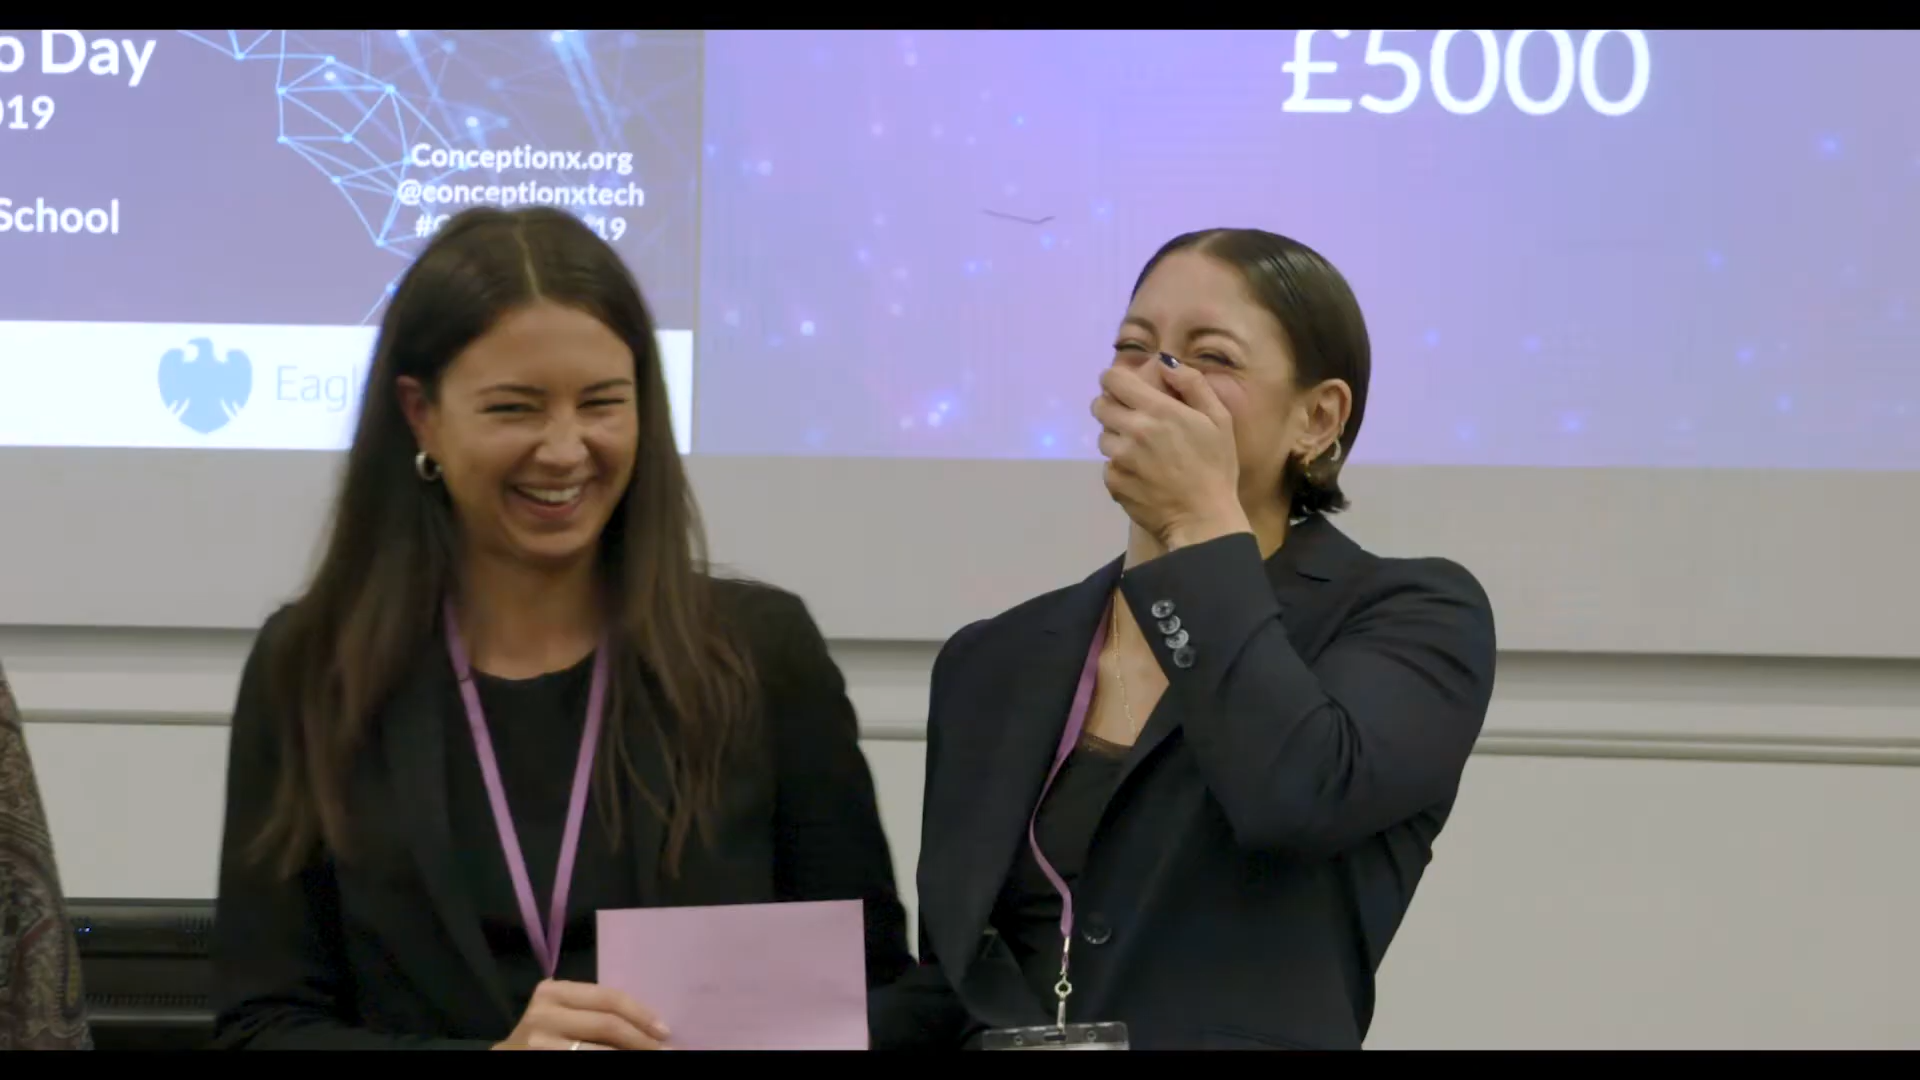 o Day
019
School
Conceptionx.org
@conceptionxtech
19
Eagl
£5000